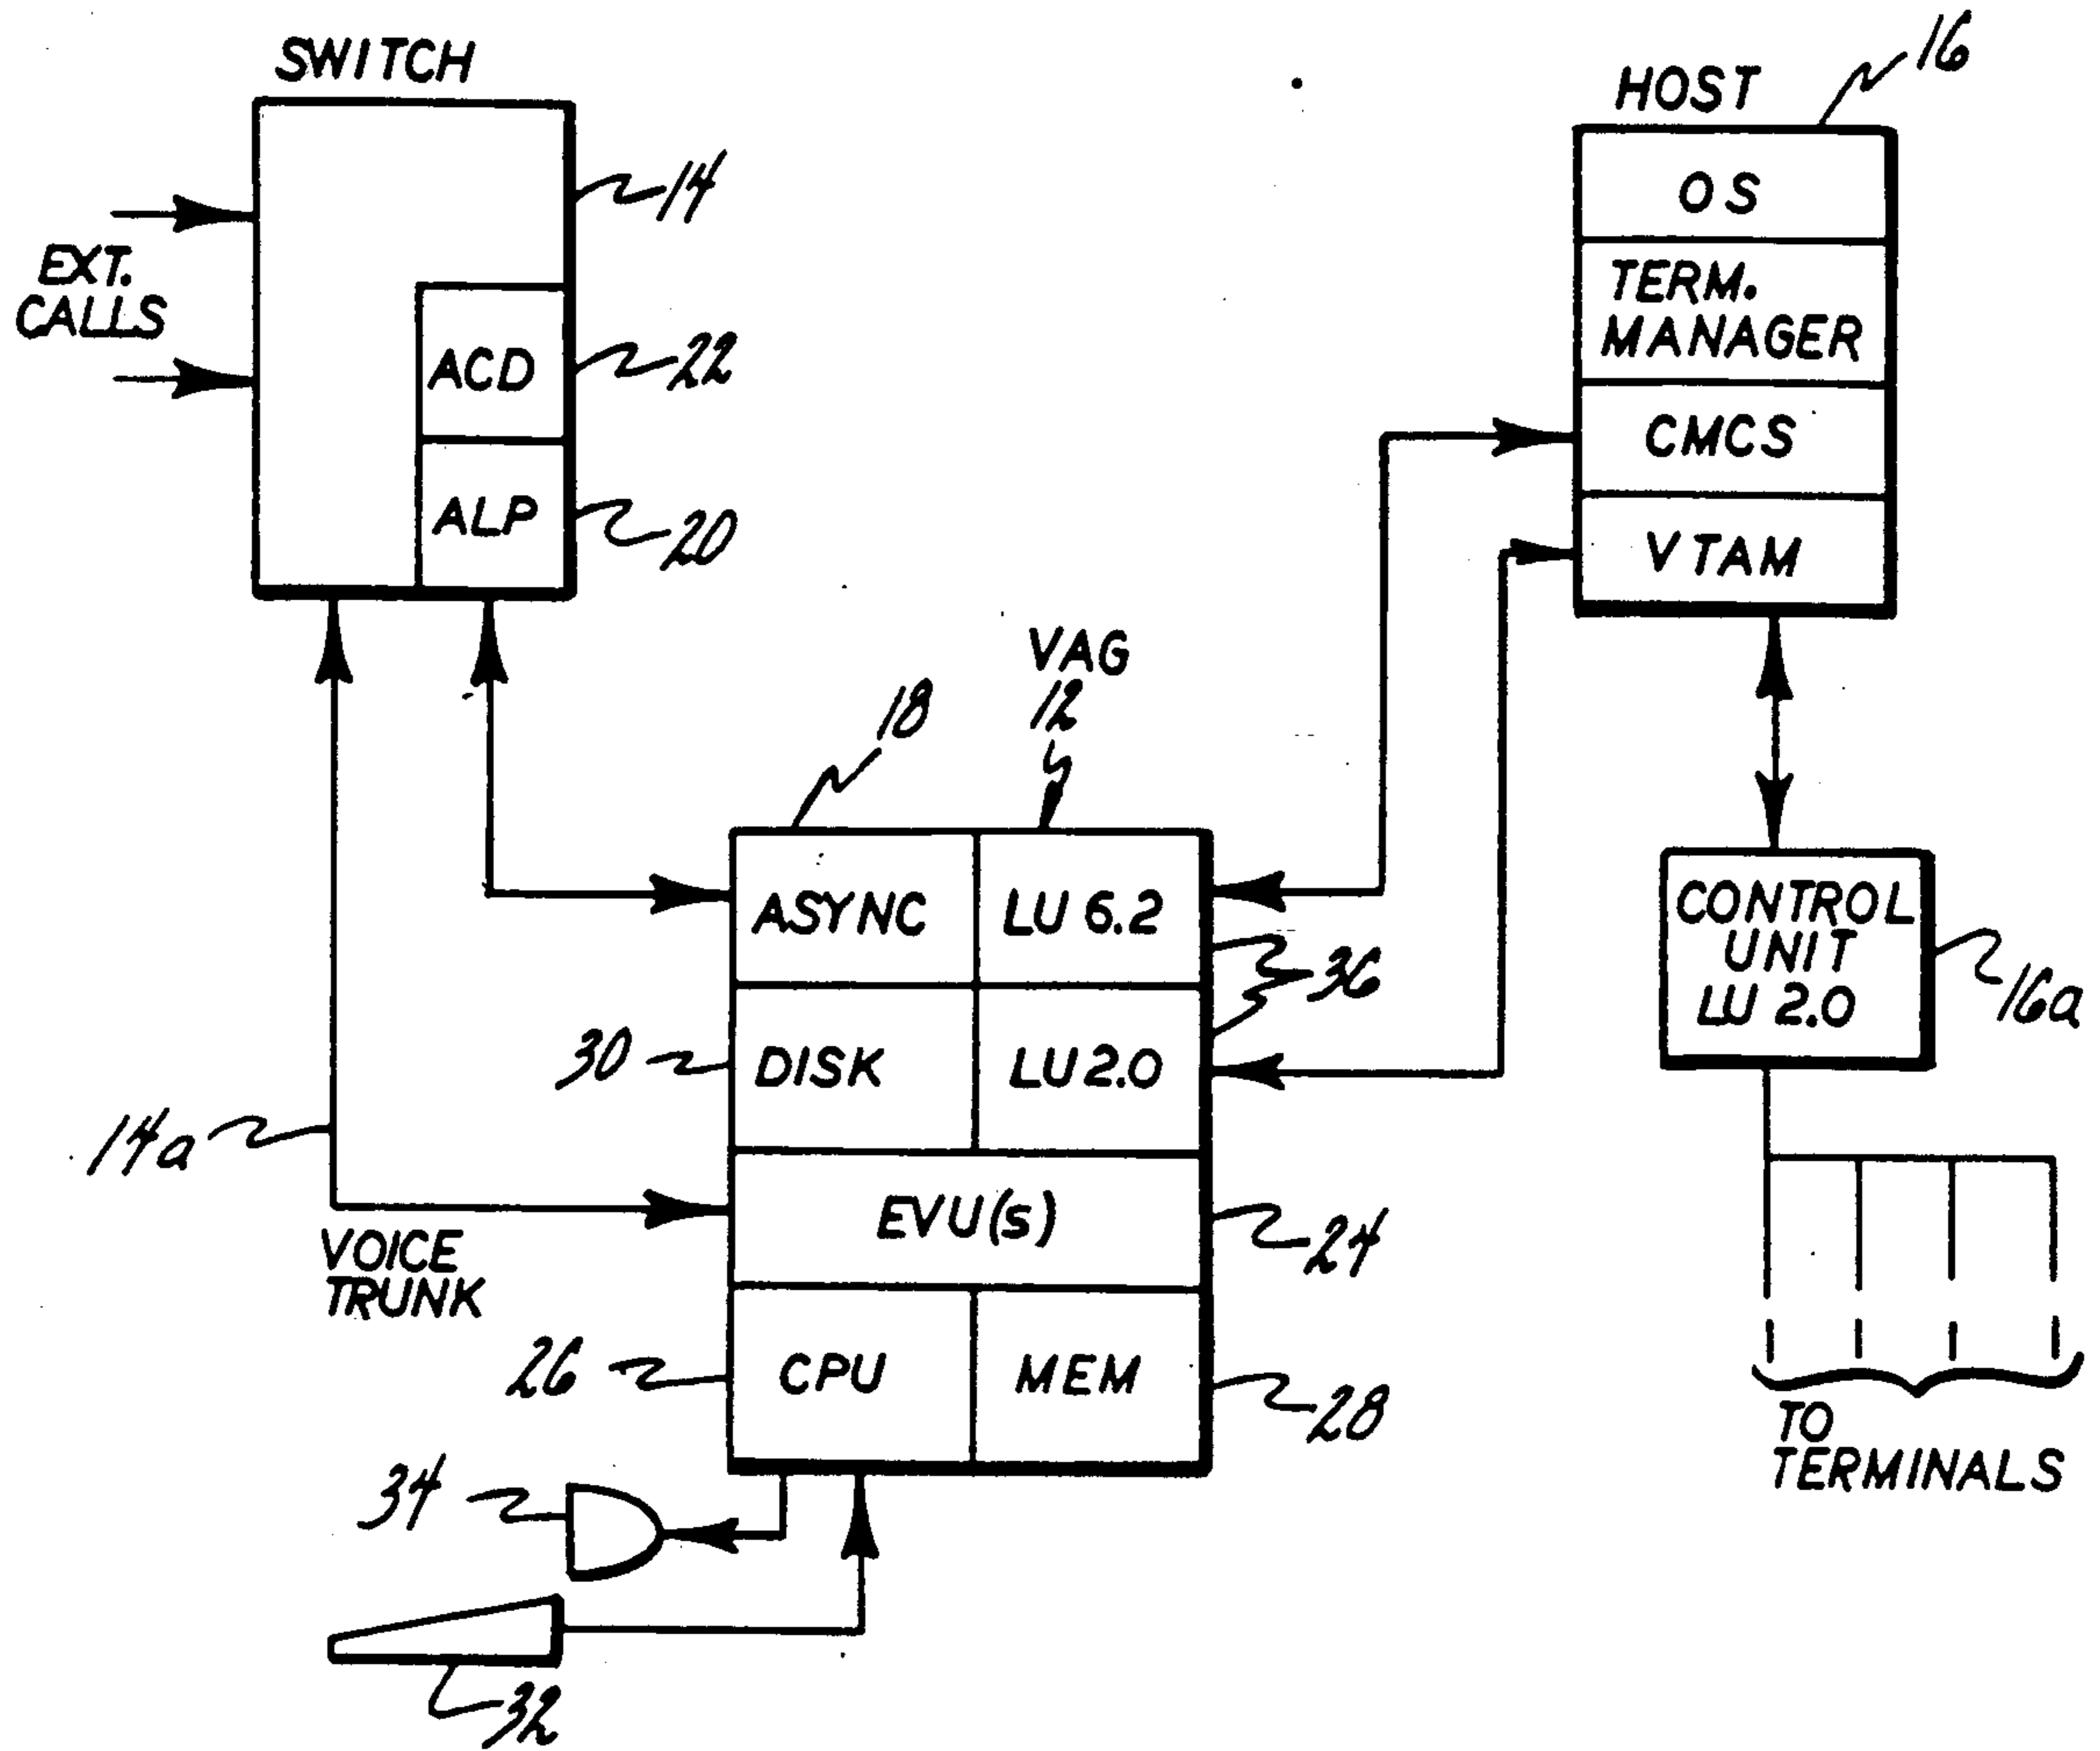 SWITCH
14
EXT.
CALLS
ACD
22
ALP
20
HOST
16
OS
TERM.
MANAGER
CMCS
VTAM
VAG
12
18
ASYNC
LU 6.2
36
30
DISK
LU 2.0
14a
EVU(s)
24
VOICE
TRUNK
26
CPU
MEM
28
34
32
CONTROL
UNIT
LU 2.0
16a
TO
TERMINALS